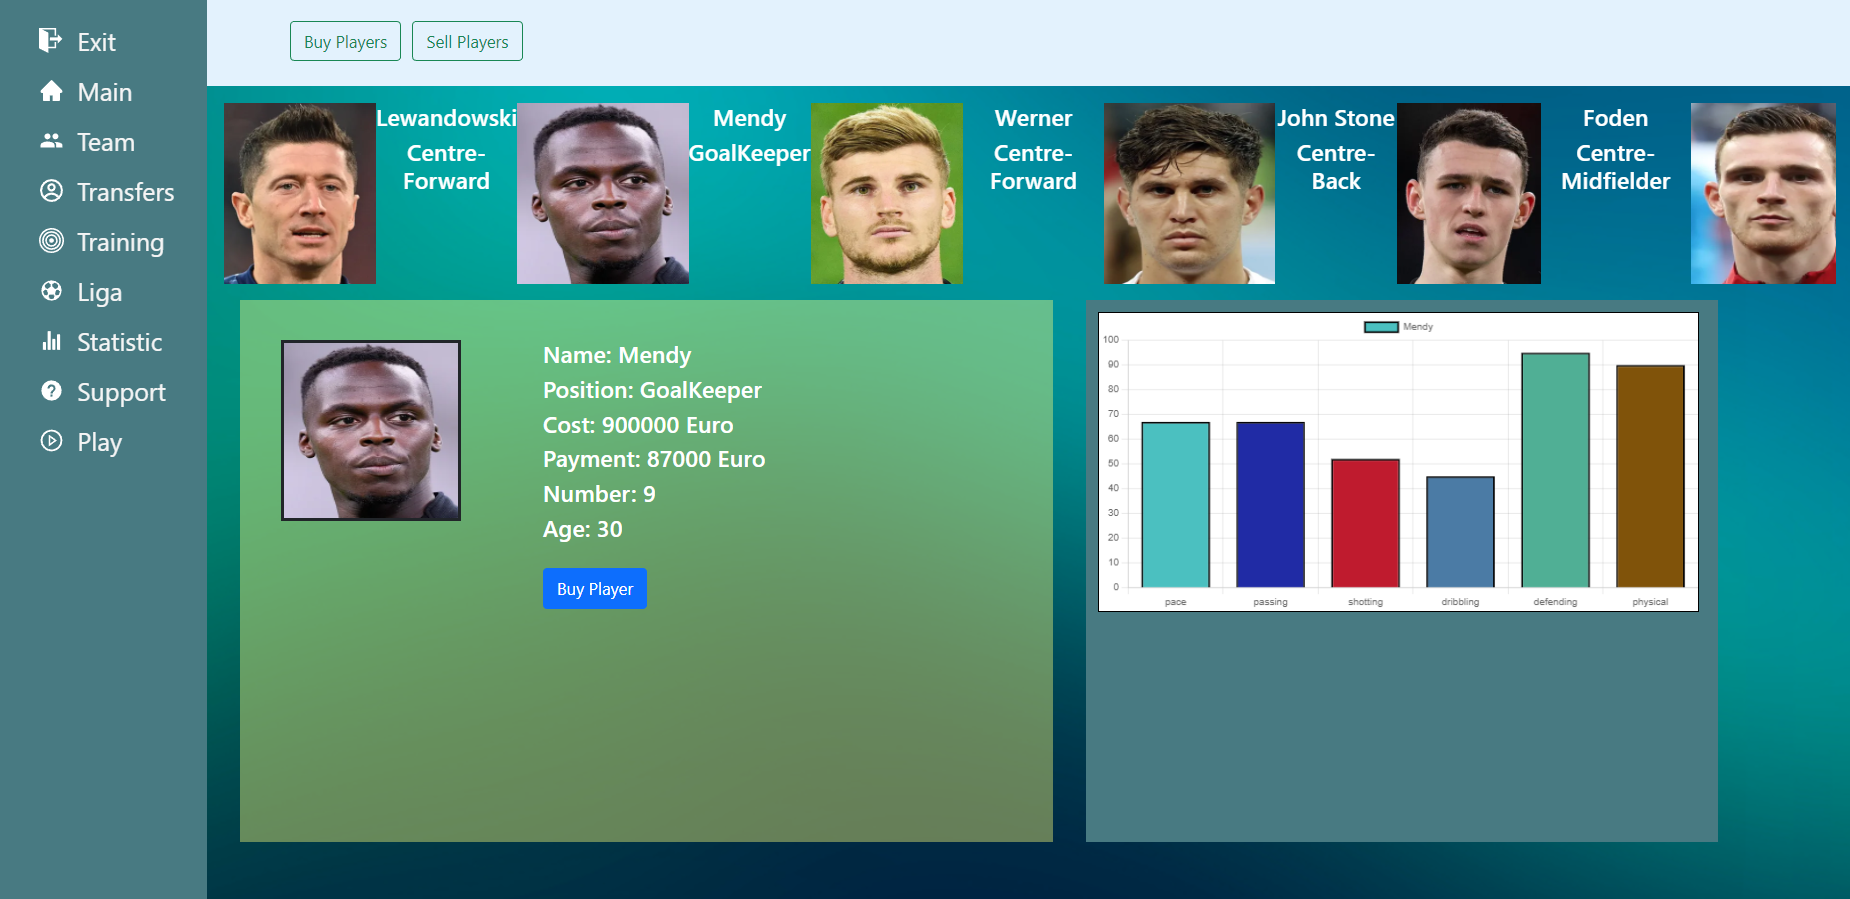 Exit
Main
Team
Transfers
Training
Liga
Statistic
Support
Play
Buy Players
Sell Players
Lewandowski
Centre-
Forward
Mendy
GoalKeeper
Werner
Centre-
Forward
John Stone
Centre-
Back
Foden
Centre-
Midfielder
Name: Mendy
Position: GoalKeeper
Cost: 900000 Euro
Payment: 87000 Euro
Number: 9
Age: 30
Buy Player
Mendy
100
90
80
70
60
50
40
30
20
10
0
pace
passing
shotting
dribbling
defending
physical